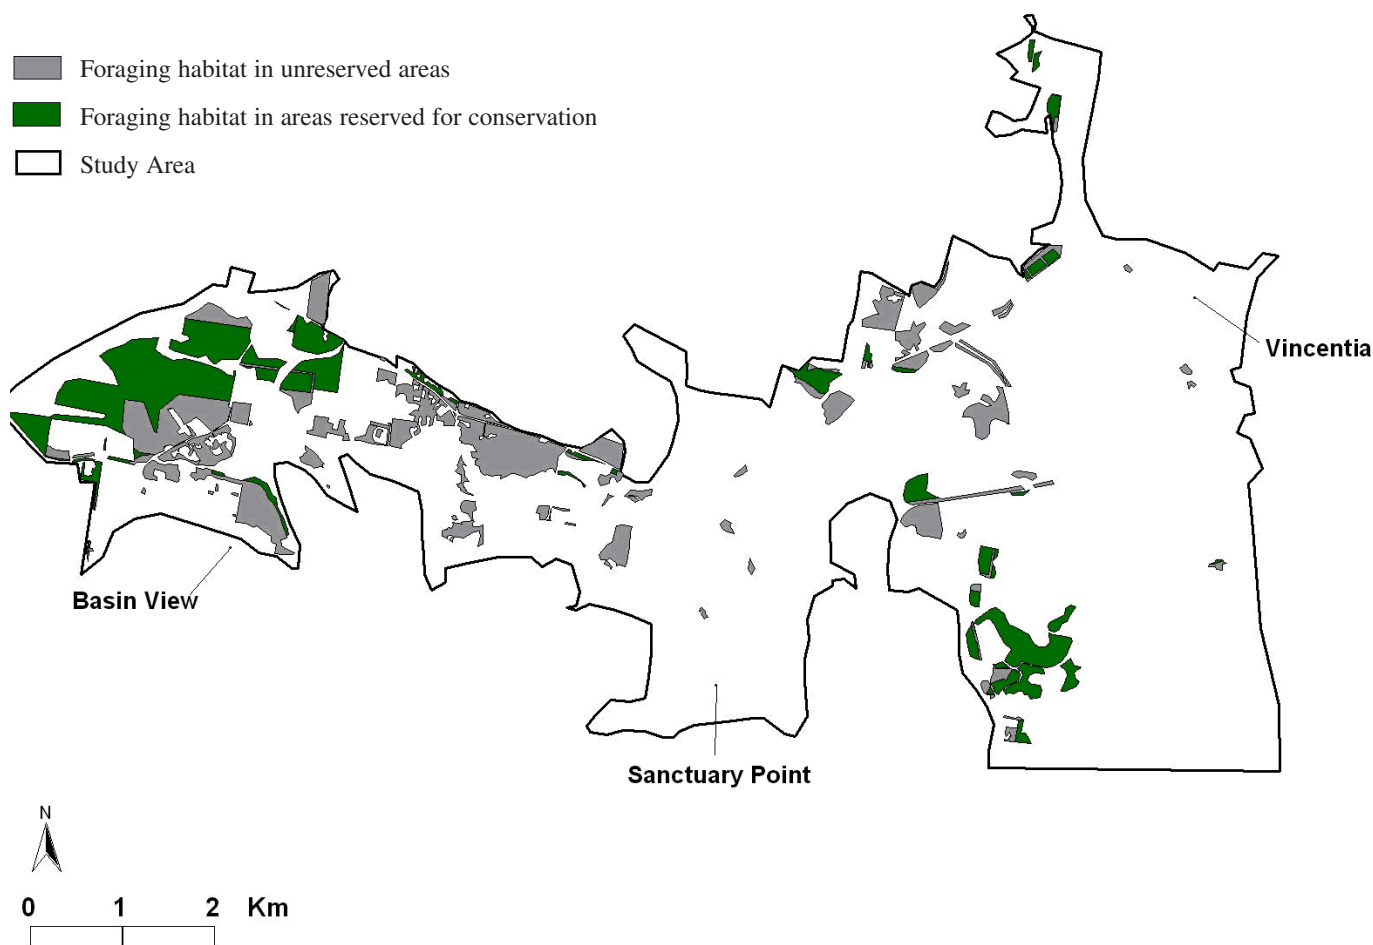 Foraging habitat in unreserved areas
Foraging habitat in areas reserved for conservation
Study Area
Vincentia
Basin View
Sanctuary Point
N
0 1 2 Km